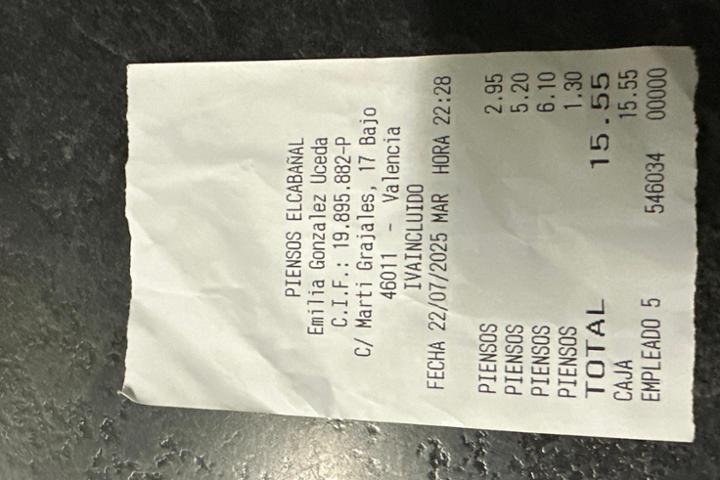 PIENSOS ELCABAÑAL
Emilia Gonzalez Uceda
C.I.F.: 19.895.882-P
C/ Marti Grajales, 17 Bajo
46011 - Valencia
IVAINCLUIDO
FECHA 22/07/2025 MAR HORA 22:28
PIENSOS 2.95
PIENSOS 5.20
PIENSOS 6.10
PIENSOS 1.30
TOTAL 15.55
CAJA 15.55
EMPLEADO 5 546034 00000